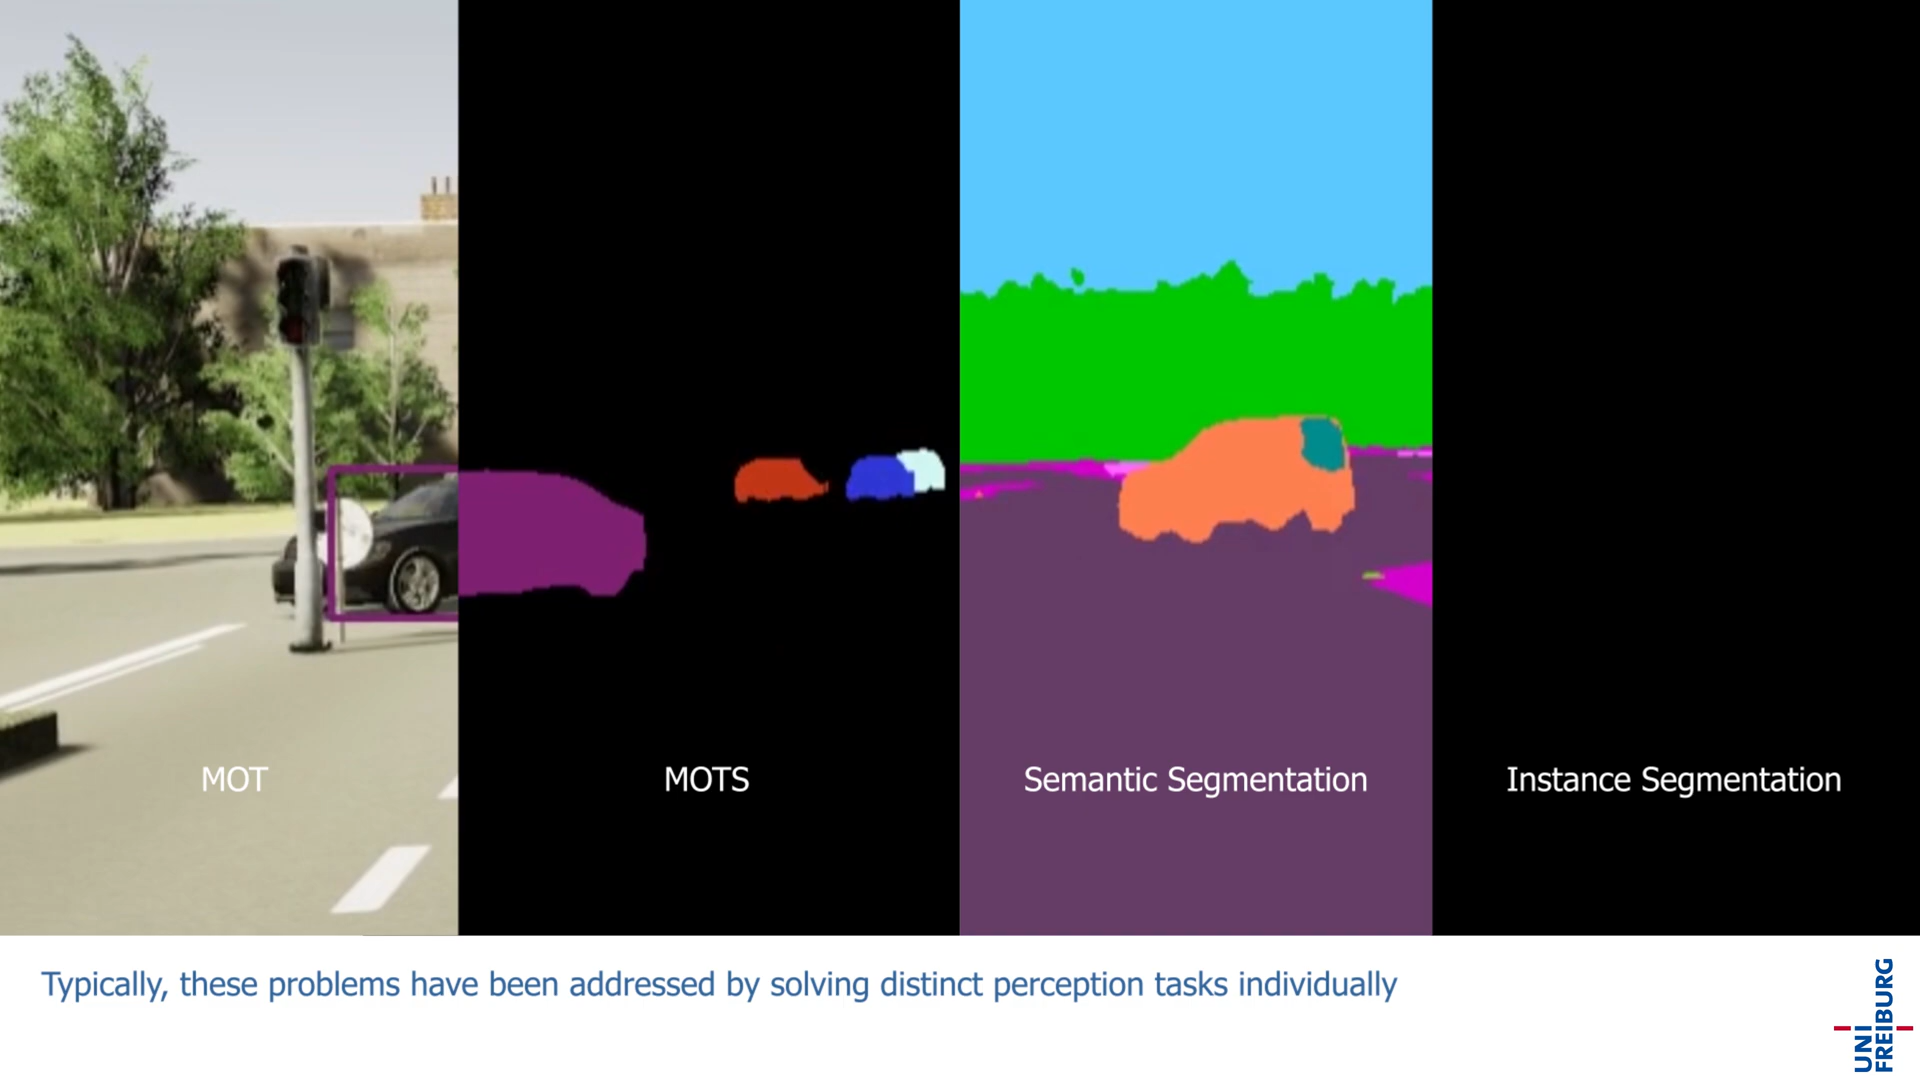 MOT
MOTS
Semantic Segmentation
Instance Segmentation
Typically, these problems have been addressed by solving distinct perception tasks individually
UNI
FREIBURG